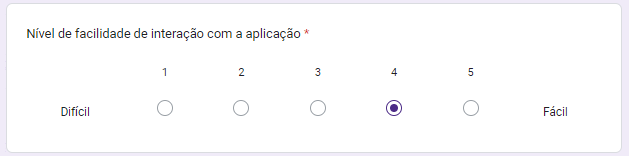 Nível de facilidade de interação com a aplicação *
1 2 3 4 5
Difícil Fácil